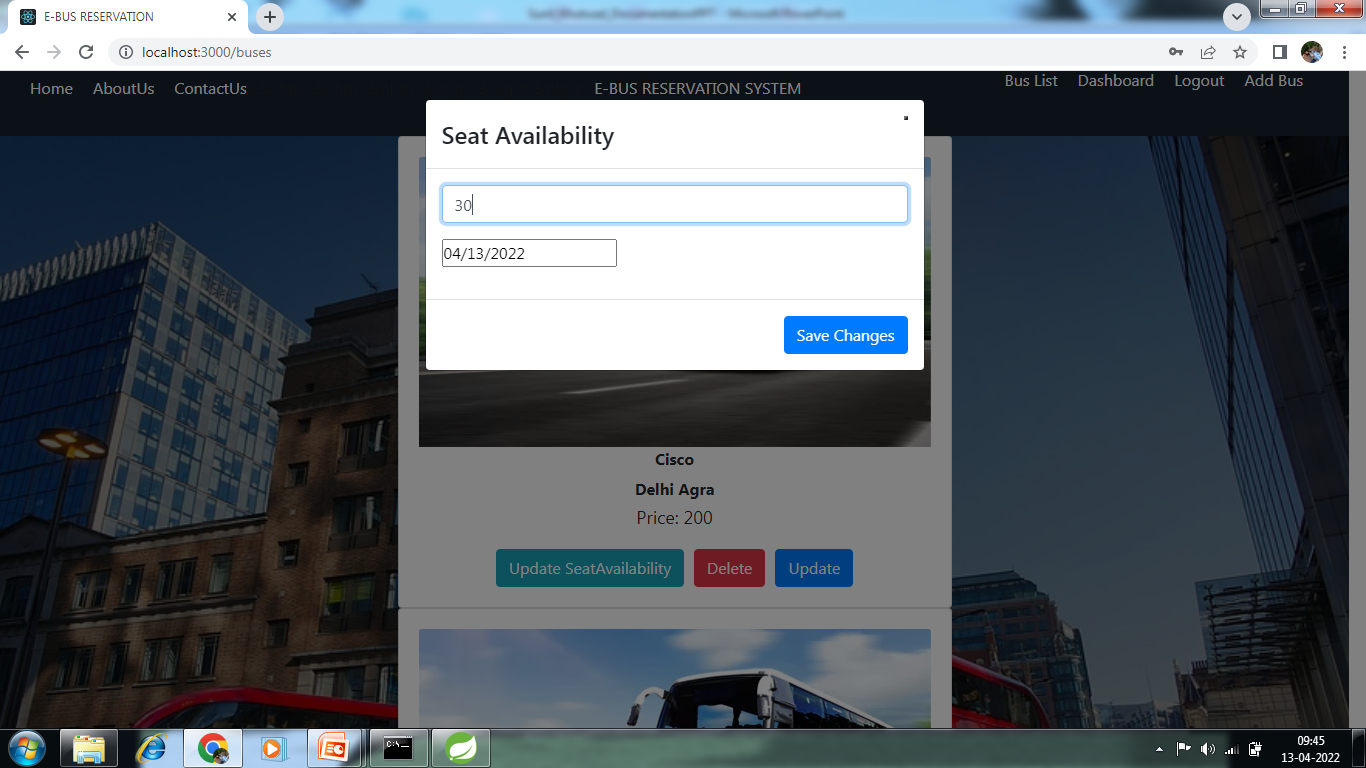 E-BUS RESERVATION
localhost:3000/buses
Home AboutUs ContactUs E-BUS RESERVATION SYSTEM Bus List Dashboard Logout Add Bus
Seat Availability
30
04/13/2022
Save Changes
Cisco
Delhi Agra
Price: 200
Update SeatAvailability Delete Update
C:\
09:45
13-04-2022